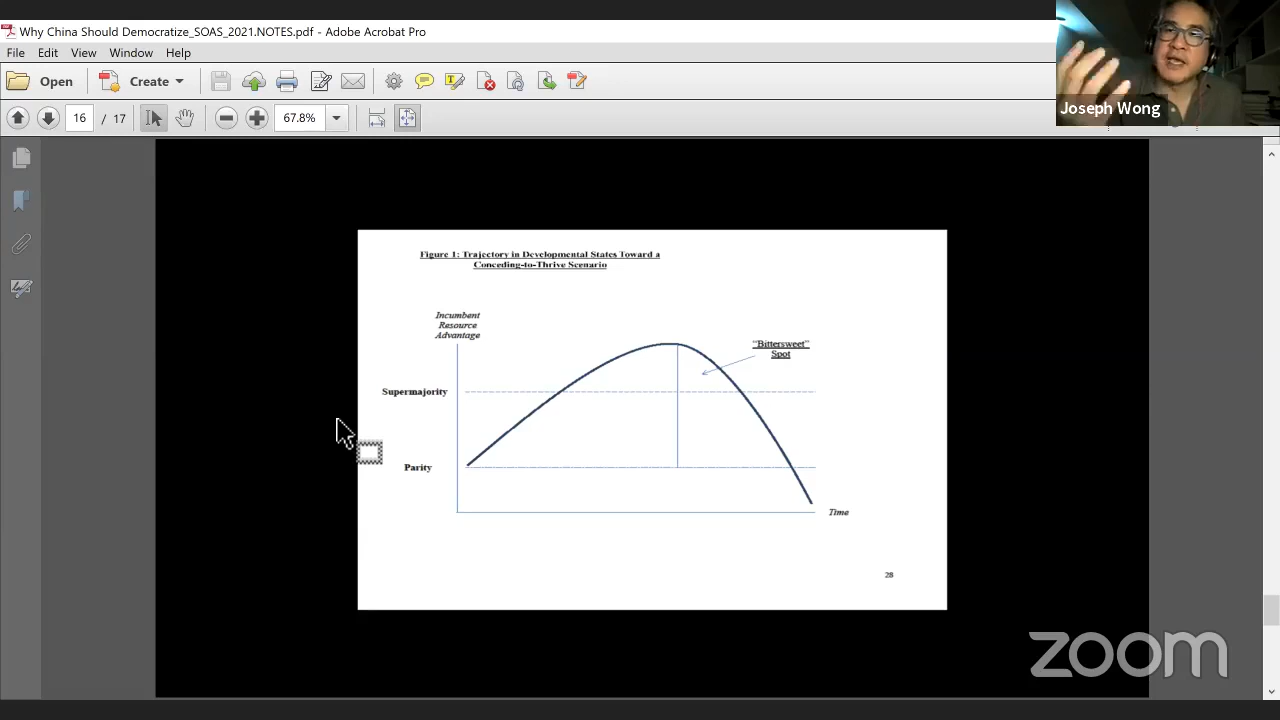 Why China Should Democratize_SOAS_2021.NOTES.pdf - Adobe Acrobat Pro
File Edit View Window Help
Open Create
16 / 17 67.8%
Joseph Wong
Figure 1: Trajectory in Developmental States Toward a
Conceding-to-Thrive Scenario
Incumbent
Resource
Advantage
"Bittersweet"
Spot
Supermajority
Parity
Time
28
zoom